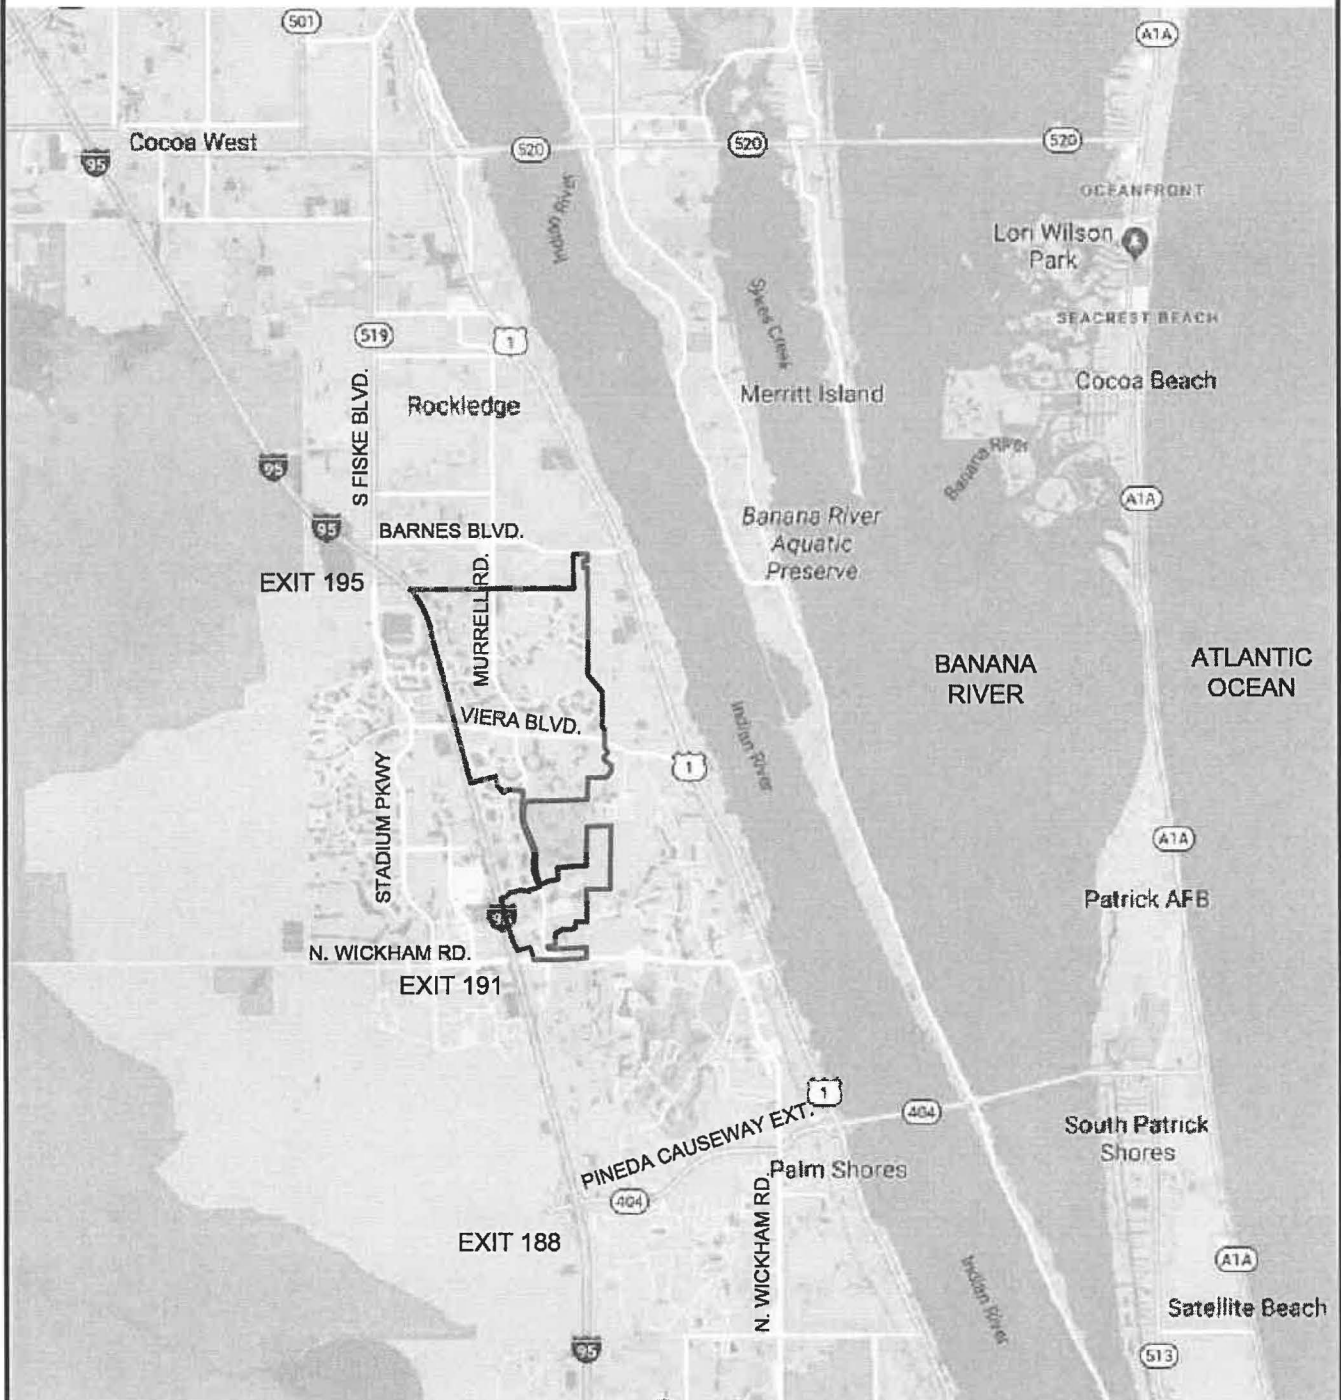 501
A1A
Cocoa West
95
520
520
520
Indian River
OCEANFRONT
Lori Wilson
Park
Sykes Creek
SEACREST BEACH
519
1
S FISKE BLVD.
Rockledge
Merritt Island
Cocoa Beach
95
Banana River
A1A
95
BARNES BLVD.
Banana River
Aquatic
Preserve
EXIT 195
MURRELL RD.
BANANA
RIVER
ATLANTIC
OCEAN
VIERA BLVD.
Indian River
1
STADIUM PKWY
A1A
Patrick AFB
95
N. WICKHAM RD.
EXIT 191
1
404
PINEDA CAUSEWAY EXT.
South Patrick
Shores
Palm Shores
404
N. WICKHAM RD.
EXIT 188
A1A
Indian River
Satellite Beach
95
513